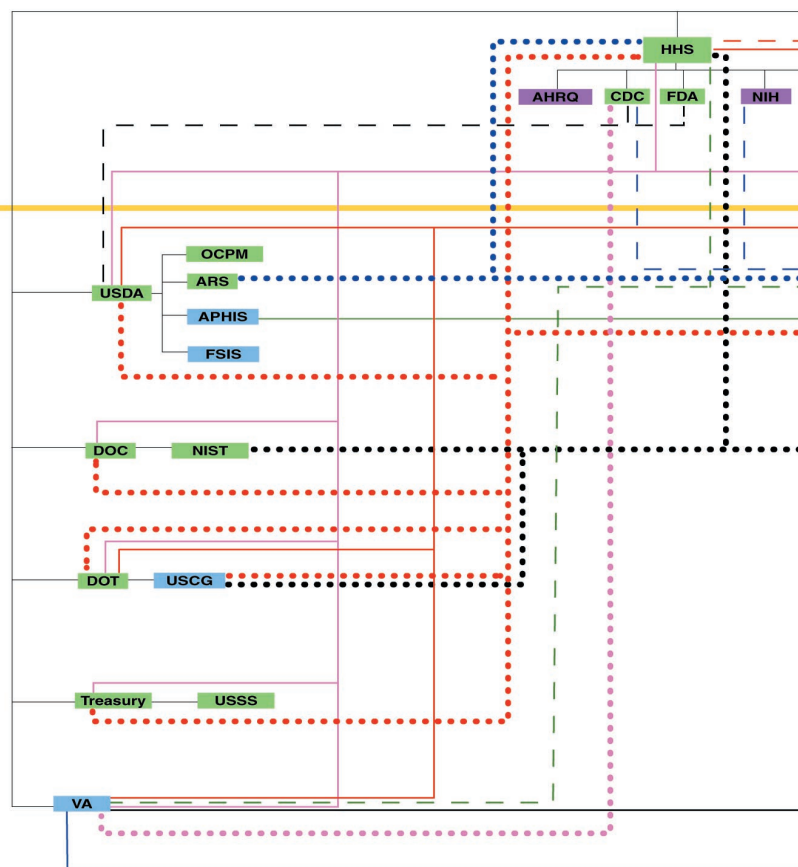 HHS
AHRQ
CDC
FDA
NIH
OCPM
ARS
USDA
APHIS
FSIS
DOC
NIST
DOT
USCG
Treasury
USSS
VA